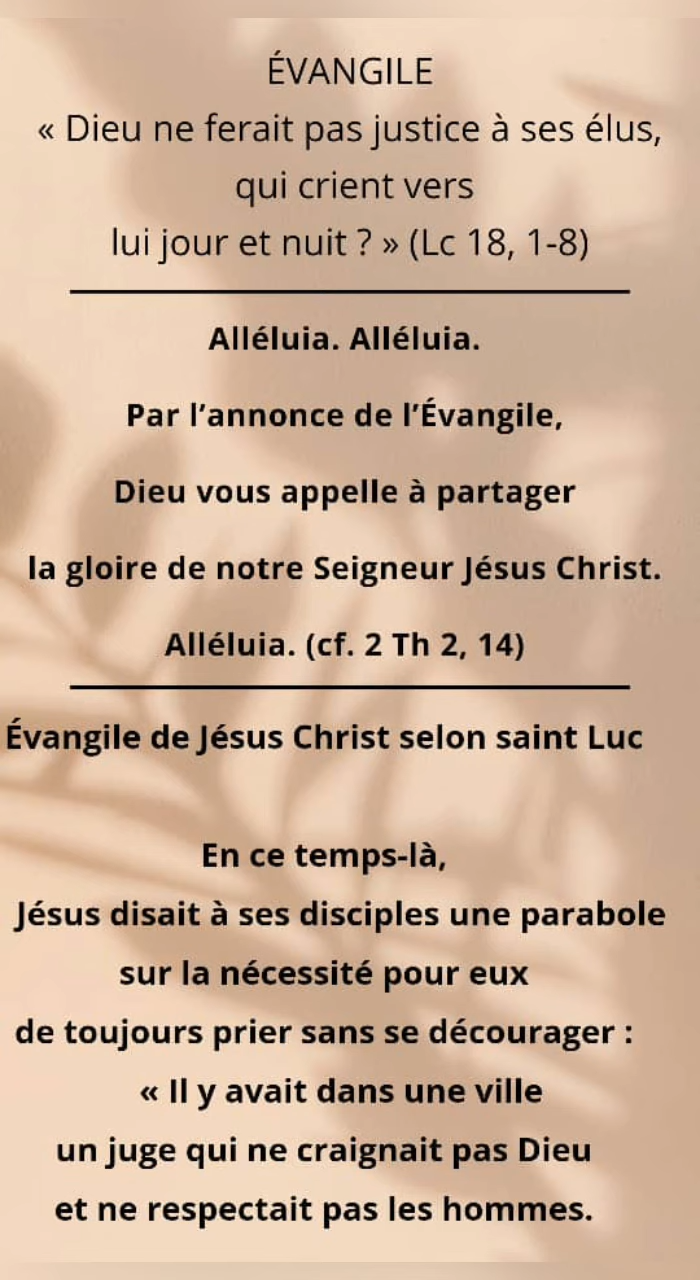 ÉVANGILE
« Dieu ne ferait pas justice à ses élus,
qui crient vers
lui jour et nuit ? » (Lc 18, 1-8)
Alléluia. Alléluia.
Par l’annonce de l’Évangile,
Dieu vous appelle à partager
la gloire de notre Seigneur Jésus Christ.
Alléluia. (cf. 2 Th 2, 14)
Évangile de Jésus Christ selon saint Luc
En ce temps-là,
Jésus disait à ses disciples une parabole
sur la nécessité pour eux
de toujours prier sans se décourager :
« Il y avait dans une ville
un juge qui ne craignait pas Dieu
et ne respectait pas les hommes.